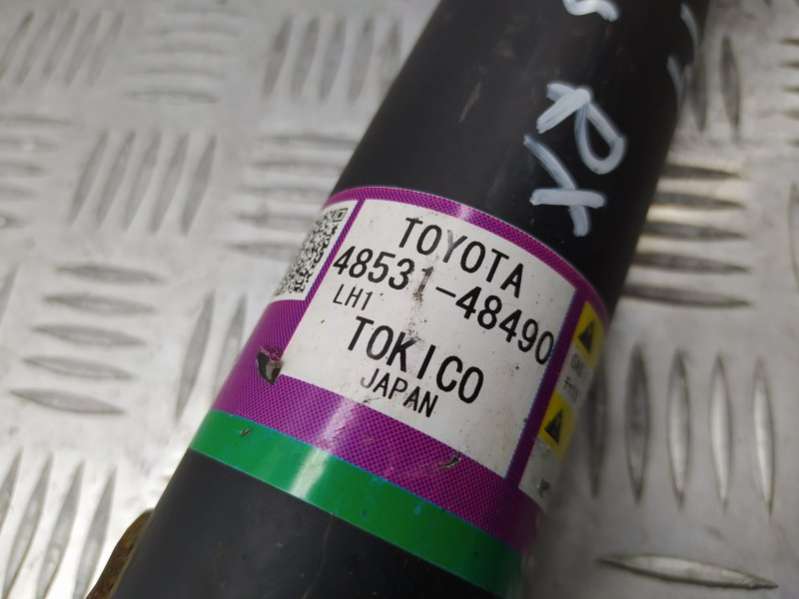 RX
TOYOTA
48531-48490
LH1
TOKICO
JAPAN